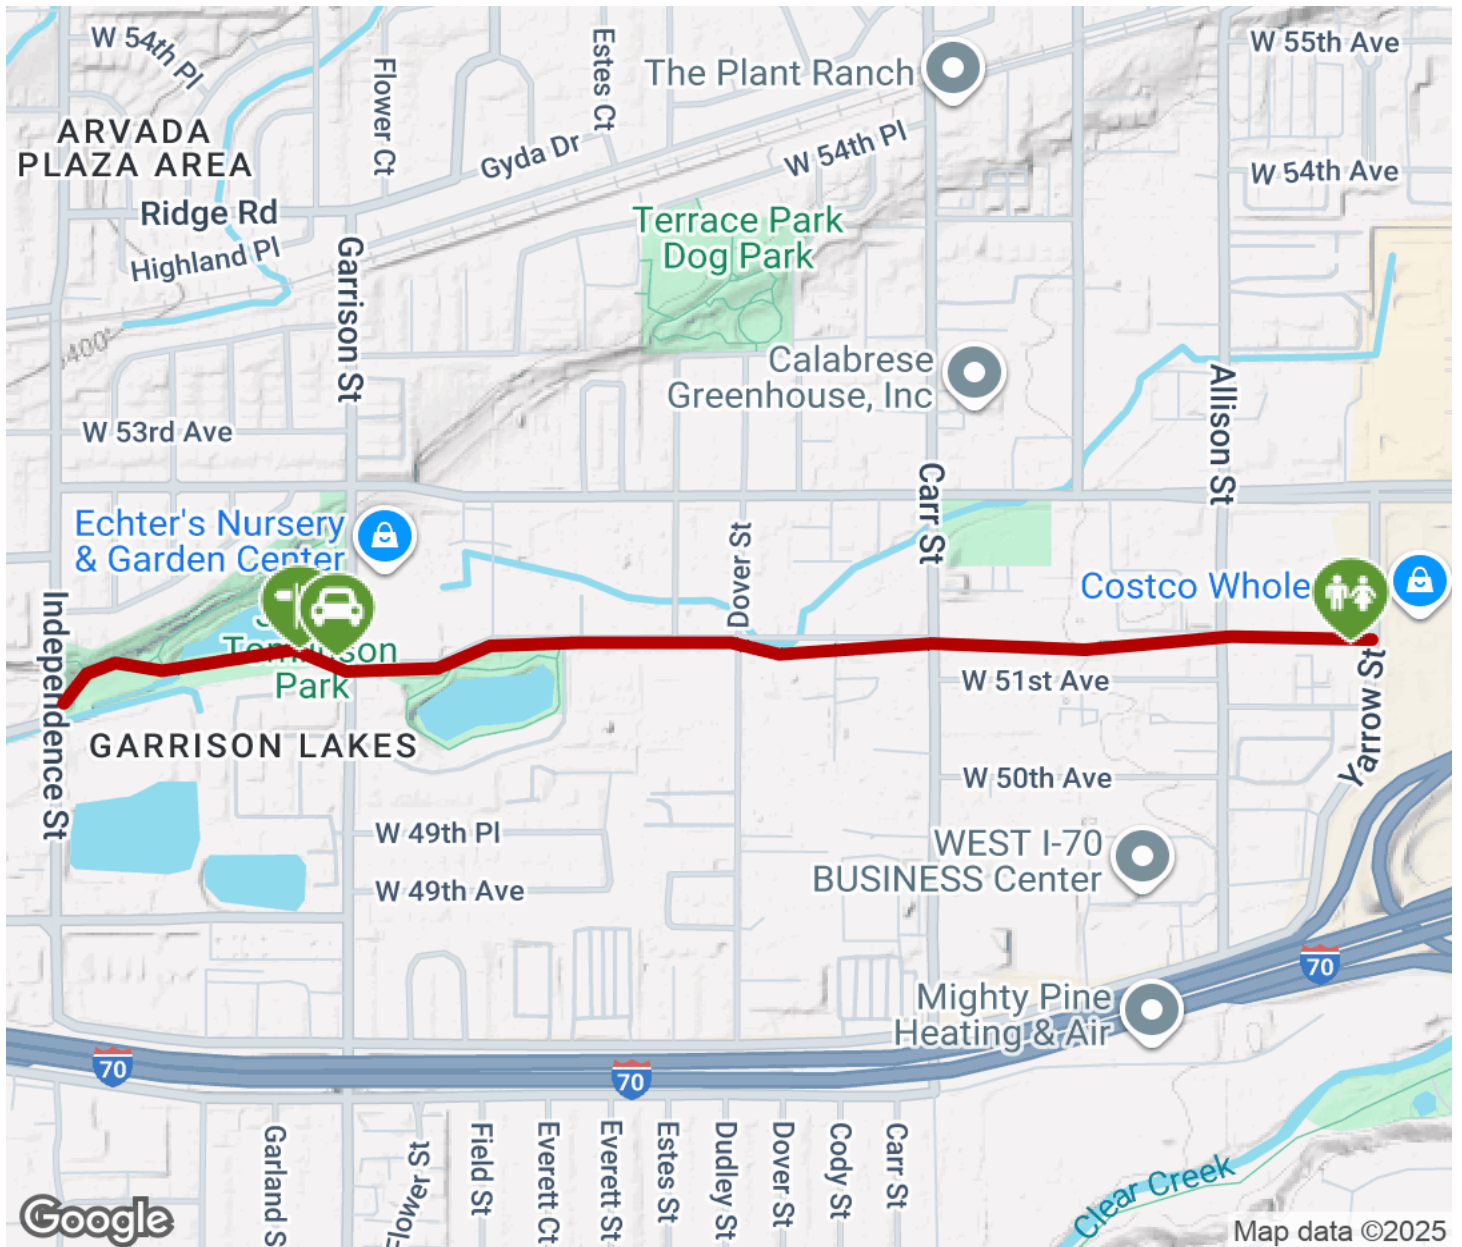 W 54th Pl
Flower Ct
Estes Ct
The Plant Ranch
W 55th Ave
ARVADA
PLAZA AREA
Gyda Dr
W 54th Pl
W 54th Ave
Ridge Rd
Highland Pl
Garrison St
Terrace Park
Dog Park
5400'
Calabrese
Greenhouse, Inc
Allison St
W 53rd Ave
Carr St
Echter's Nursery
& Garden Center
Dover St
Costco Whole
Independence St
Park
W 51st Ave
Yarrow St
GARRISON LAKES
W 50th Ave
W 49th Pl
WEST I-70
BUSINESS Center
W 49th Ave
70
Mighty Pine
Heating & Air
70
70
Garland S
Flower St
Field St
Everett Ct
Everett St
Estes St
Dudley St
Dover St
Cody St
Carr St
Clear Creek
Google
Map data ©2025